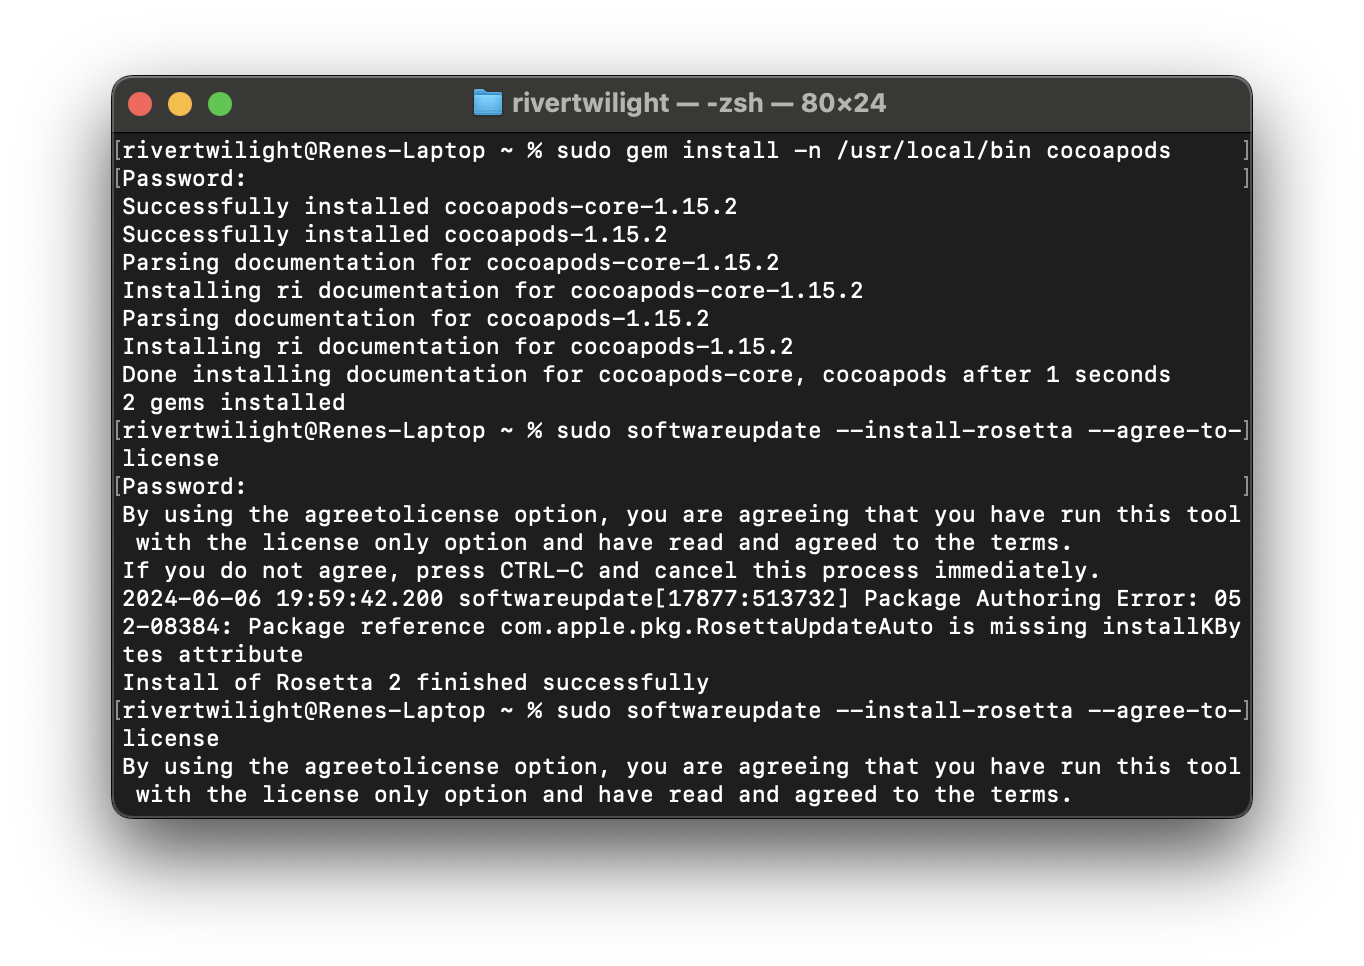 rivertwilight — -zsh — 80×24
[rivertwilight@Renes-Laptop ~ % sudo gem install -n /usr/local/bin cocoapods ]
[Password: ]
Successfully installed cocoapods-core-1.15.2
Successfully installed cocoapods-1.15.2
Parsing documentation for cocoapods-core-1.15.2
Installing ri documentation for cocoapods-core-1.15.2
Parsing documentation for cocoapods-1.15.2
Installing ri documentation for cocoapods-1.15.2
Done installing documentation for cocoapods-core, cocoapods after 1 seconds
2 gems installed
[rivertwilight@Renes-Laptop ~ % sudo softwareupdate --install-rosetta --agree-to-]
license
[Password: ]
By using the agreetolicense option, you are agreeing that you have run this tool
 with the license only option and have read and agreed to the terms.
If you do not agree, press CTRL-C and cancel this process immediately.
2024-06-06 19:59:42.200 softwareupdate[17877:513732] Package Authoring Error: 05
2-08384: Package reference com.apple.pkg.RosettaUpdateAuto is missing installKBy
tes attribute
Install of Rosetta 2 finished successfully
[rivertwilight@Renes-Laptop ~ % sudo softwareupdate --install-rosetta --agree-to-]
license
By using the agreetolicense option, you are agreeing that you have run this tool
 with the license only option and have read and agreed to the terms.